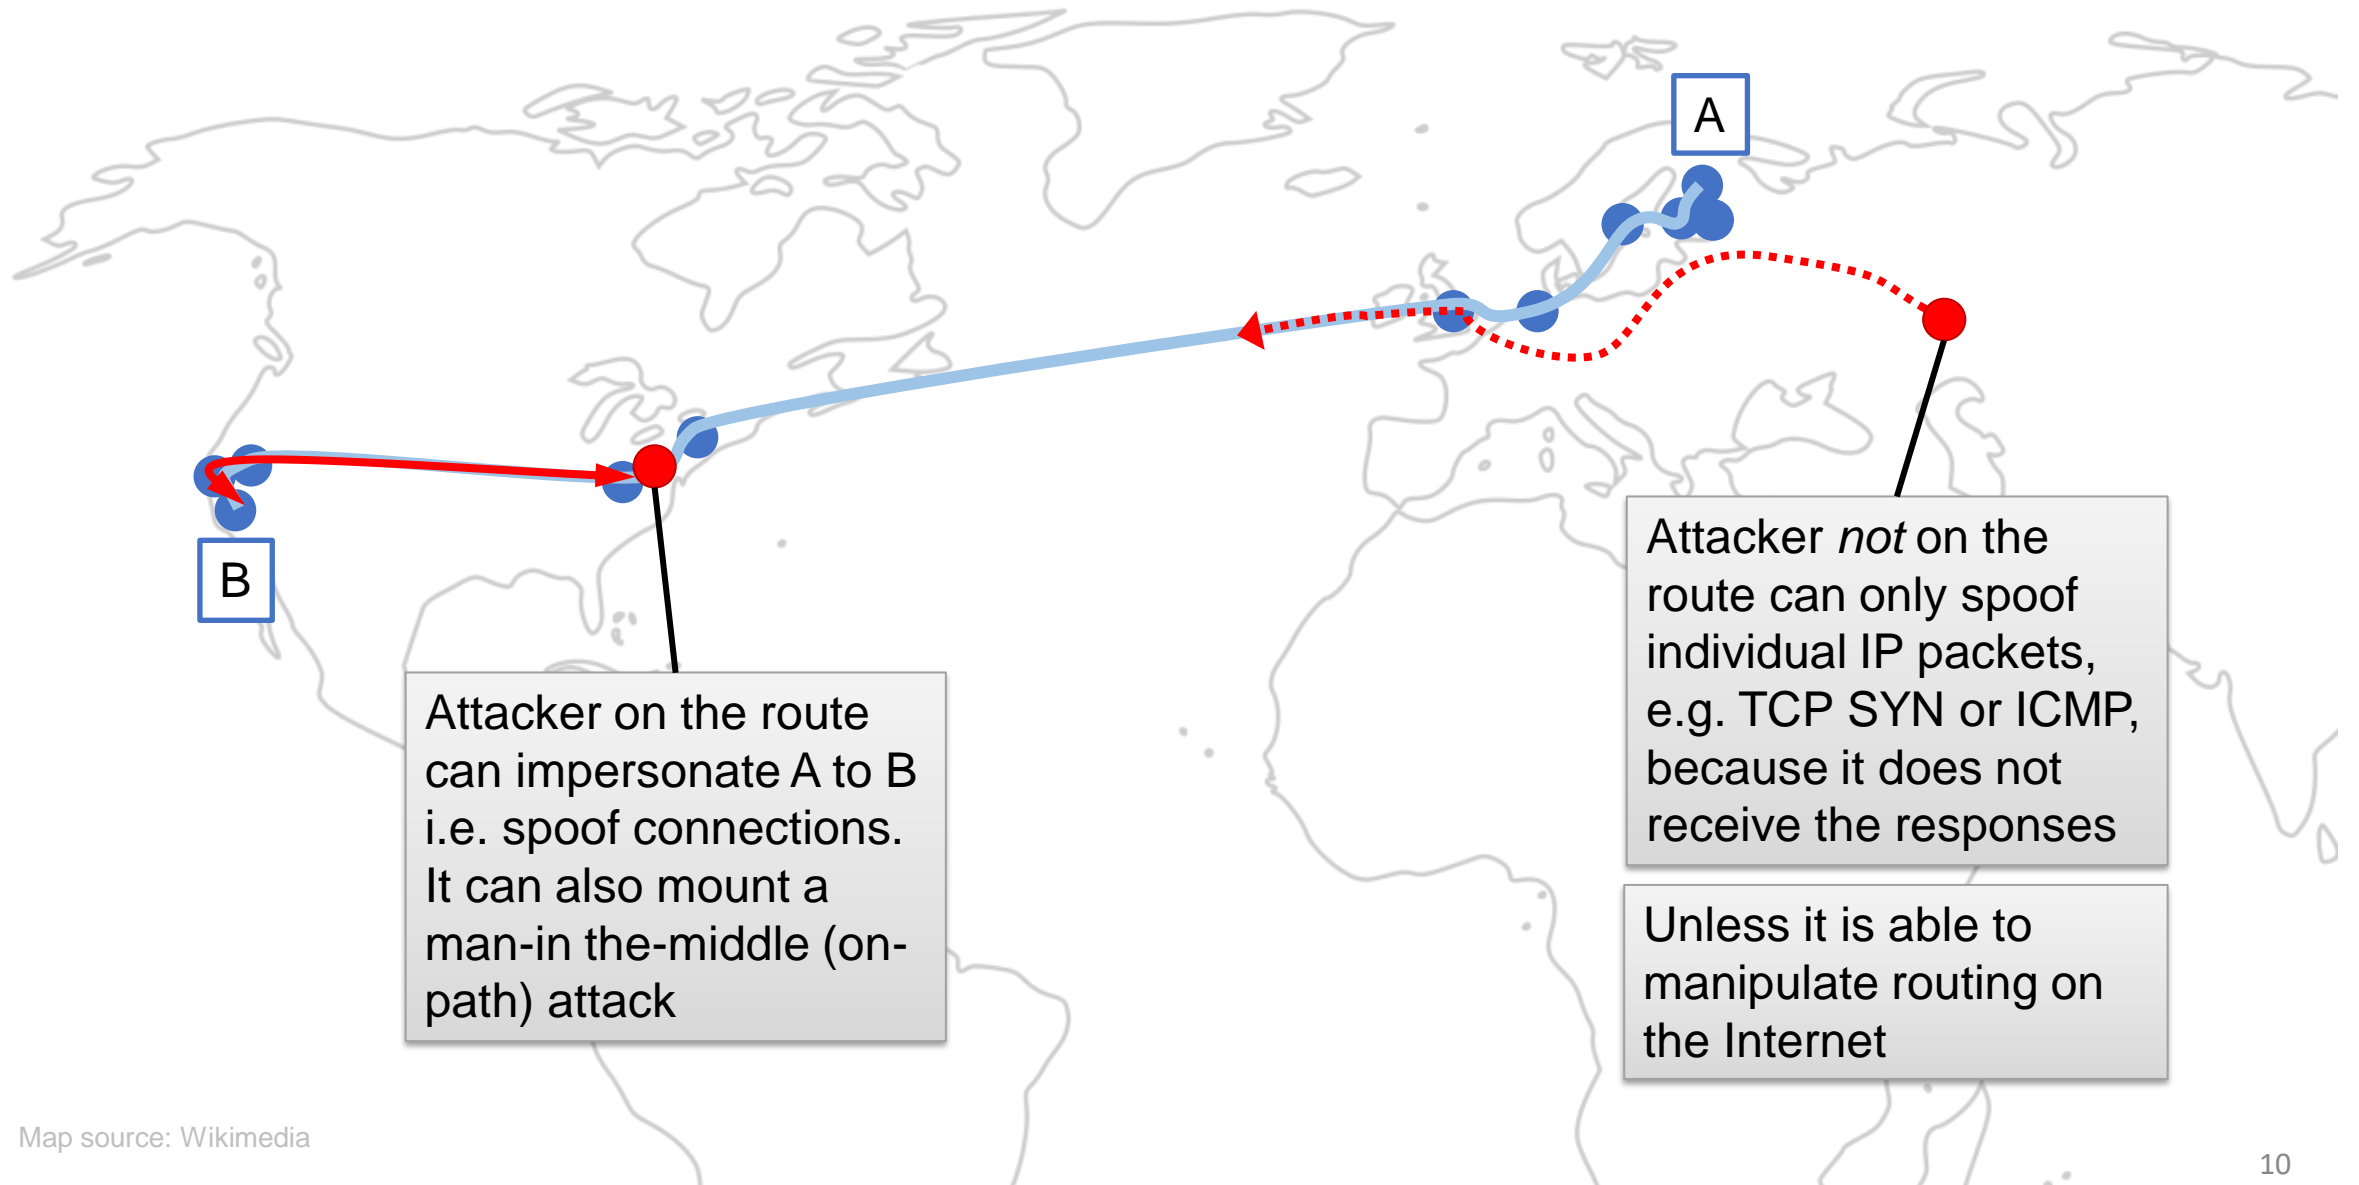 A
B
Attacker on the route
can impersonate A to B
i.e. spoof connections.
It can also mount a
man-in the-middle (on-
path) attack
Attacker not on the
route can only spoof
individual IP packets,
e.g. TCP SYN or ICMP,
because it does not
receive the responses
Unless it is able to
manipulate routing on
the Internet
Map source: Wikimedia
10